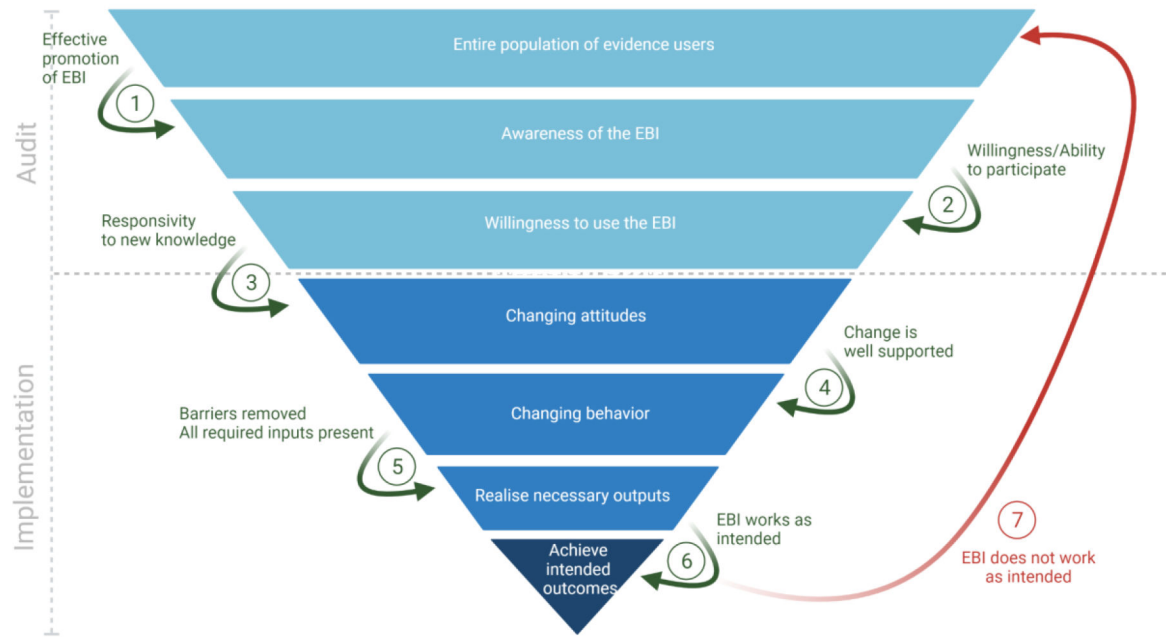 Audit
Implementation
Entire population of evidence users
Effective
promotion
of EBI
1
Awareness of the EBI
Willingness/Ability
to participate
2
Willingness to use the EBI
Responsivity
to new knowledge
3
Changing attitudes
Change is
well supported
4
Changing behavior
Barriers removed
All required inputs present
5
Realise necessary outputs
EBI works as
intended
6
Achieve
intended
outcomes
7
EBI does not work
as intended